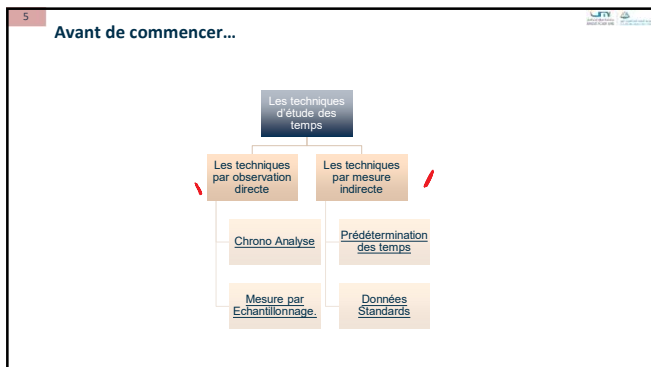 5
Avant de commencer…
Les techniques
d'étude des
temps
Les techniques
par observation
directe
Les techniques
par mesure
indirecte
Chrono Analyse
Prédétermination
des temps
Mesure par
Echantillonnage.
Données
Standards